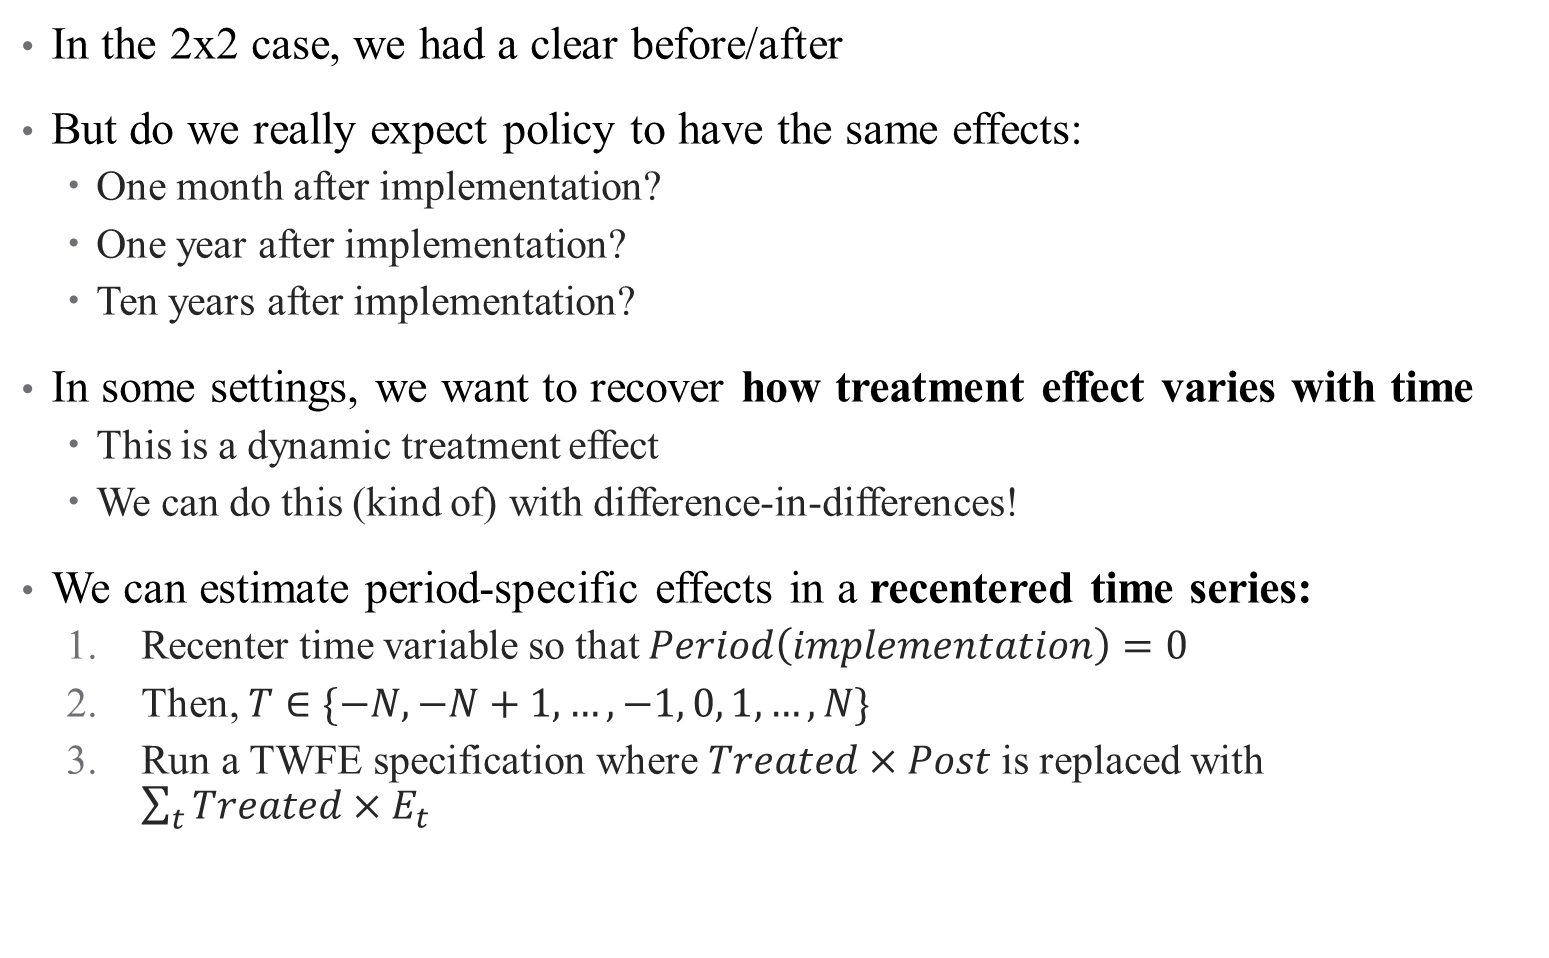 • In the 2x2 case, we had a clear before/after
• But do we really expect policy to have the same effects:
• One month after implementation?
• One year after implementation?
• Ten years after implementation?
• In some settings, we want to recover how treatment effect varies with time
• This is a dynamic treatment effect
• We can do this (kind of) with difference-in-differences!
• We can estimate period-specific effects in a recentered time series:
1. Recenter time variable so that Period(implementation) = 0
2. Then, T ∈ {−N, −N + 1, … , −1, 0, 1, … , N}
3. Run a TWFE specification where Treated × Post is replaced with
∑ₜ Treated × Eₜ